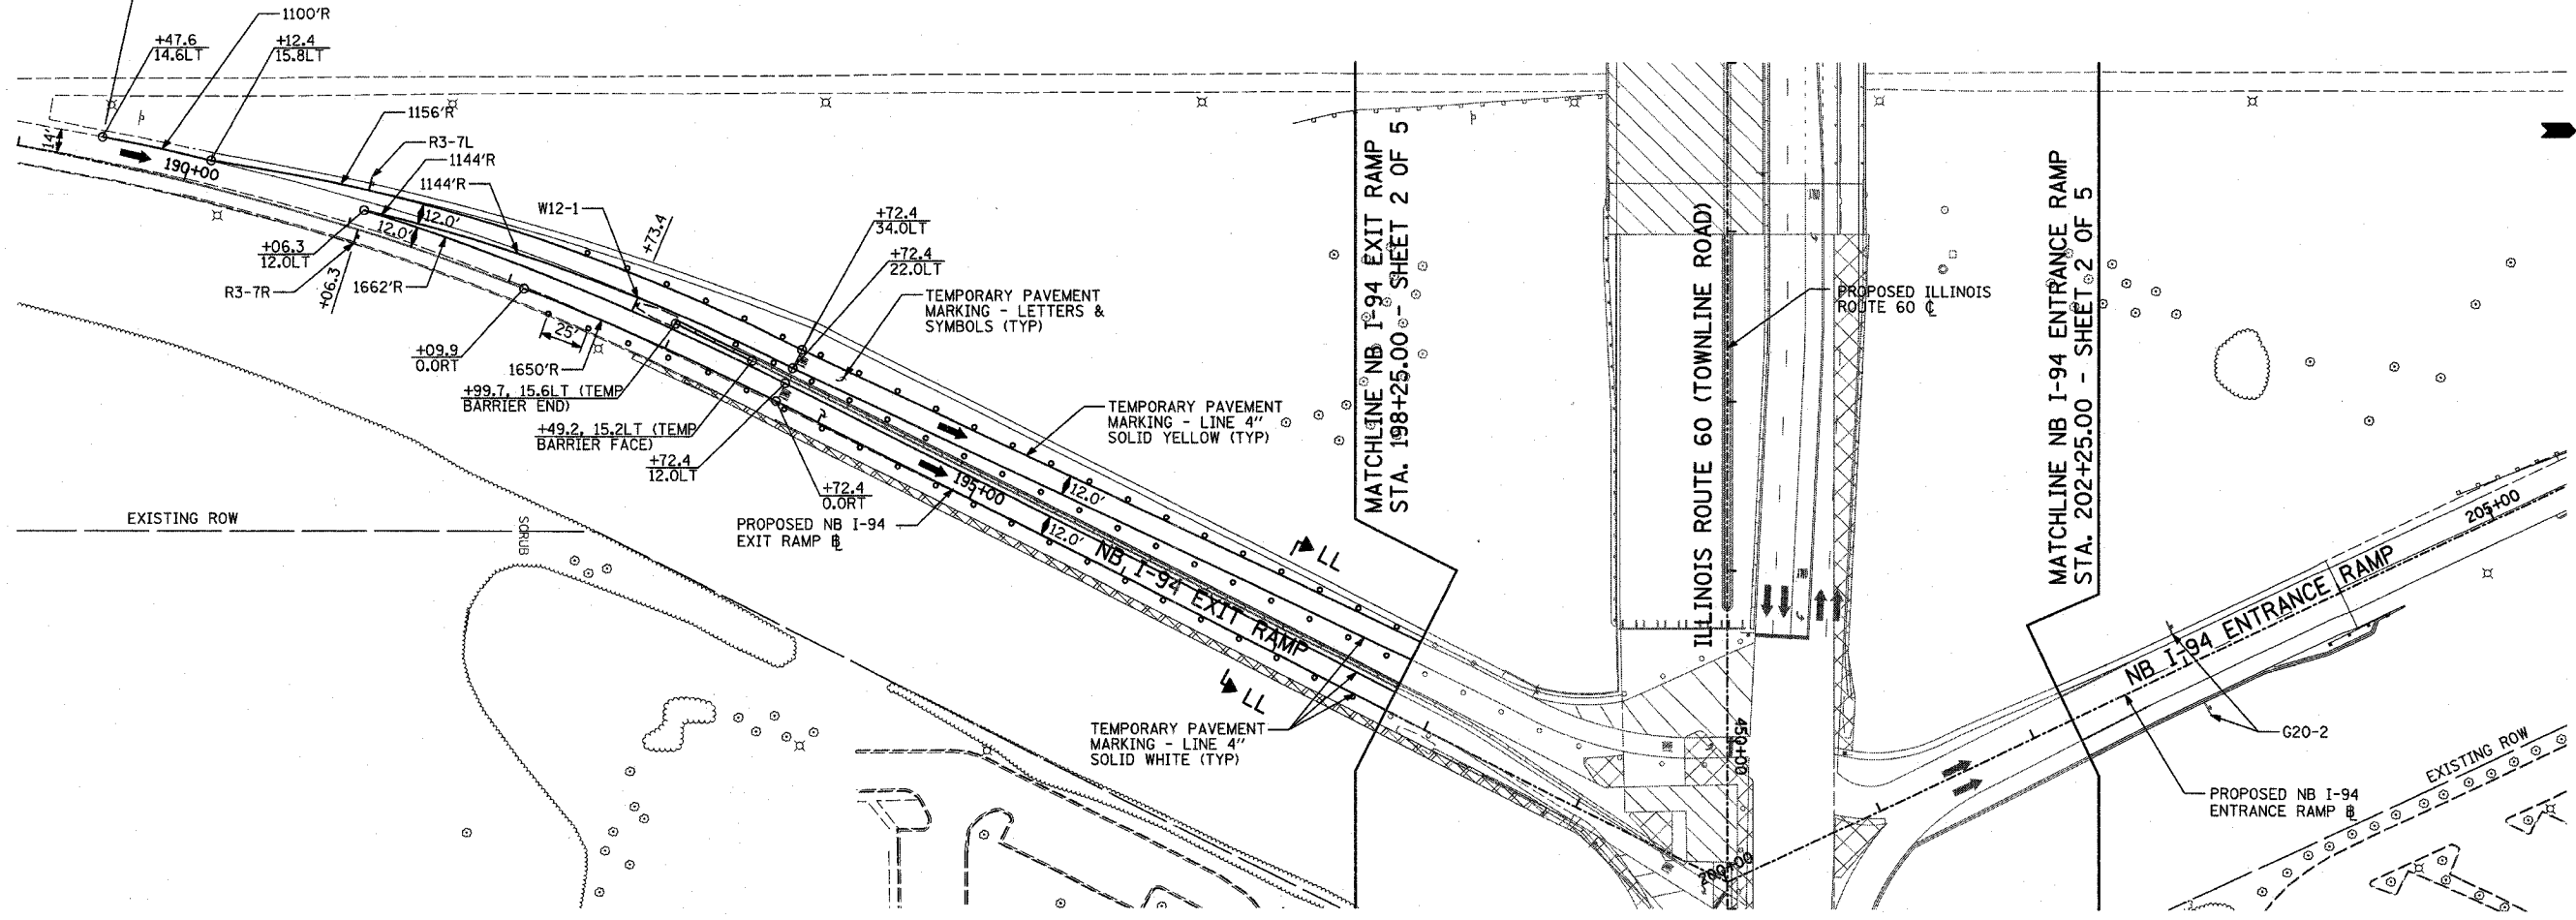 1100'R
+47.6
14.6LT
+12.4
15.8LT
1156'R
R3-7L
1144'R
1144'R
14'
190+00
W12-1
12.0'
12.0'
+73.4
+72.4
34.0LT
+72.4
22.0LT
+06.3
12.0LT
R3-7R
+06.3
1662'R
TEMPORARY PAVEMENT
MARKING - LETTERS &
SYMBOLS (TYP)
25'
+09.9
0.0RT
1650'R
+99.7, 15.6LT (TEMP
BARRIER END)
+49.2, 15.2LT (TEMP
BARRIER FACE)
+72.4
12.0LT
+72.4
0.0RT
TEMPORARY PAVEMENT
MARKING - LINE 4"
SOLID YELLOW (TYP)
195+00
12.0'
12.0'
PROPOSED NB I-94
EXIT RAMP ℄
EXISTING ROW
SCRUB
NB I-94 EXIT RAMP
LL
LL
TEMPORARY PAVEMENT
MARKING - LINE 4"
SOLID WHITE (TYP)
MATCHLINE NB I-94 EXIT RAMP
STA. 198+25.00 - SHEET 2 OF 5
ILLINOIS ROUTE 60 (TOWNLINE ROAD)
PROPOSED ILLINOIS
ROUTE 60 ℄
450+00
200+00
MATCHLINE NB I-94 ENTRANCE RAMP
STA. 202+25.00 - SHEET 2 OF 5
205+00
NB I-94 ENTRANCE RAMP
G20-2
EXISTING ROW
PROPOSED NB I-94
ENTRANCE RAMP ℄